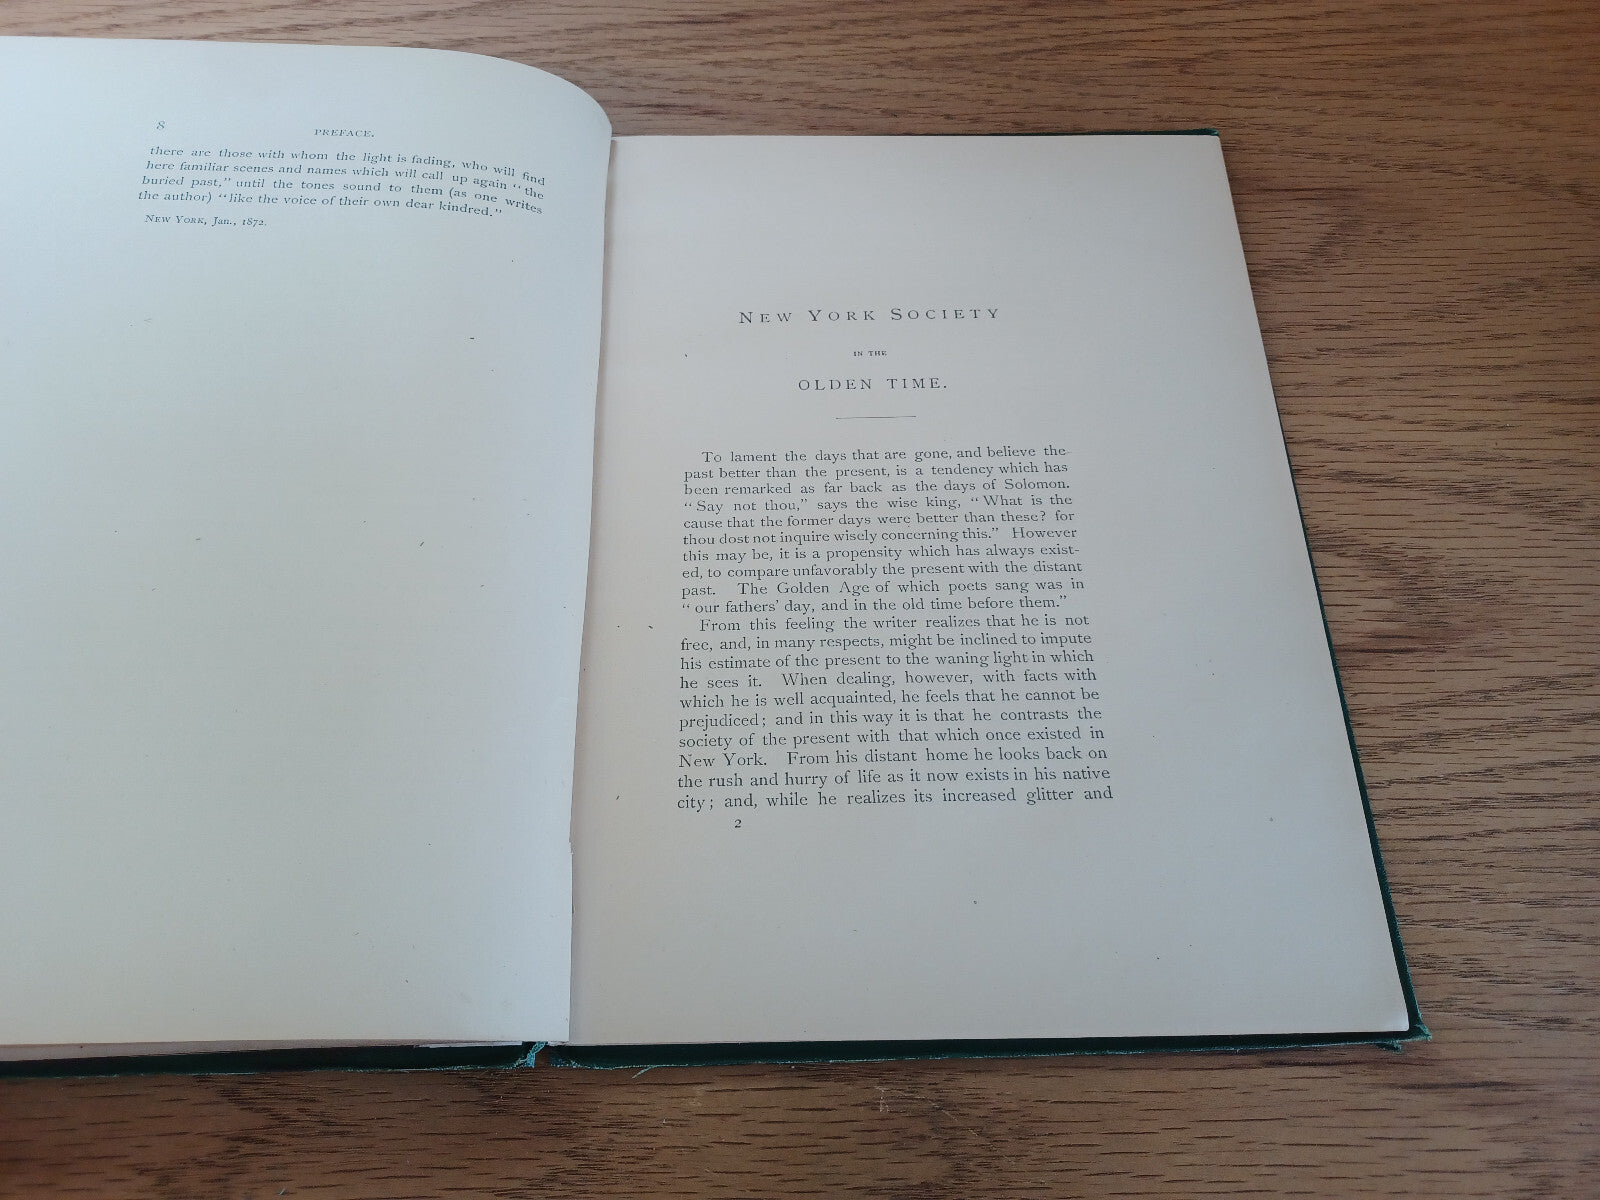 8
PREFACE.
there are those with whom the light is fading, who will find
here familiar scenes and names which will call up again "the
buried past," until the tones sound to them (as one writes
the author) "like the voice of their own dear kindred."
NEW YORK, Jan., 1872.
NEW YORK SOCIETY
IN THE
OLDEN TIME.
To lament the days that are gone, and believe the
past better than the present, is a tendency which has
been remarked as far back as the days of Solomon.
"Say not thou," says the wise king, "What is the
cause that the former days were better than these? for
thou dost not inquire wisely concerning this." However
this may be, it is a propensity which has always exist-
ed, to compare unfavorably the present with the distant
past. The Golden Age of which poets sang was in
"our fathers' day, and in the old time before them."
From this feeling the writer realizes that he is not
free, and, in many respects, might be inclined to impute
his estimate of the present to the waning light in which
he sees it. When dealing, however, with facts with
which he is well acquainted, he feels that he cannot be
prejudiced; and in this way it is that he contrasts the
society of the present with that which once existed in
New York. From his distant home he looks back on
the rush and hurry of life as it now exists in his native
city; and, while he realizes its increased glitter and
2